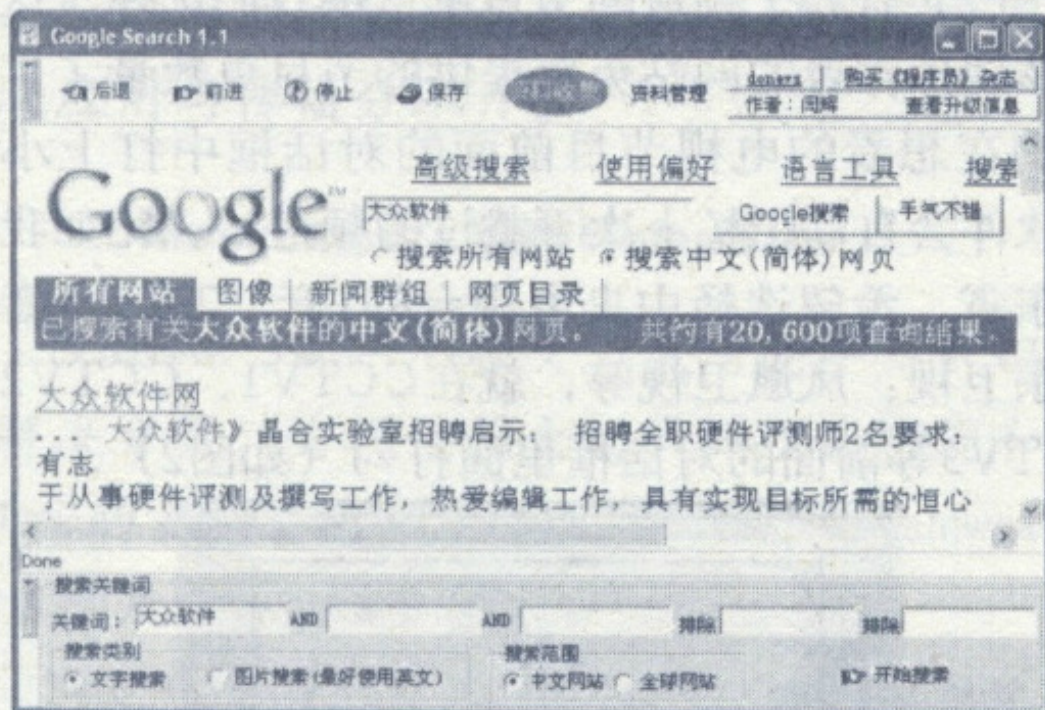 Google Search 1.1
后退 前进 停止 保存 资料管理 doners 购买《程序员》杂志
作者：闵辉 查看升级信息
高级搜索 使用偏好 语言工具 搜索
Google™
大众软件 Google搜索 手气不错
搜索所有网站 搜索中文(简体)网页
所有网站 图像 新闻群组 网页目录
已搜索有关大众软件的中文(简体)网页。 共约有20,600项查询结果.
大众软件网
... 大众软件》晶合实验室招聘启示： 招聘全职硬件评测师2名要求：
有志
于从事硬件评测及撰写工作，热爱编辑工作，具有实现目标所需的恒心
Done
搜索关键词
关键词： 大众软件 AND AND 排除 排除
搜索类别 搜索范围
文字搜索 图片搜索(最好使用英文) 中文网站 全球网站 开始搜索